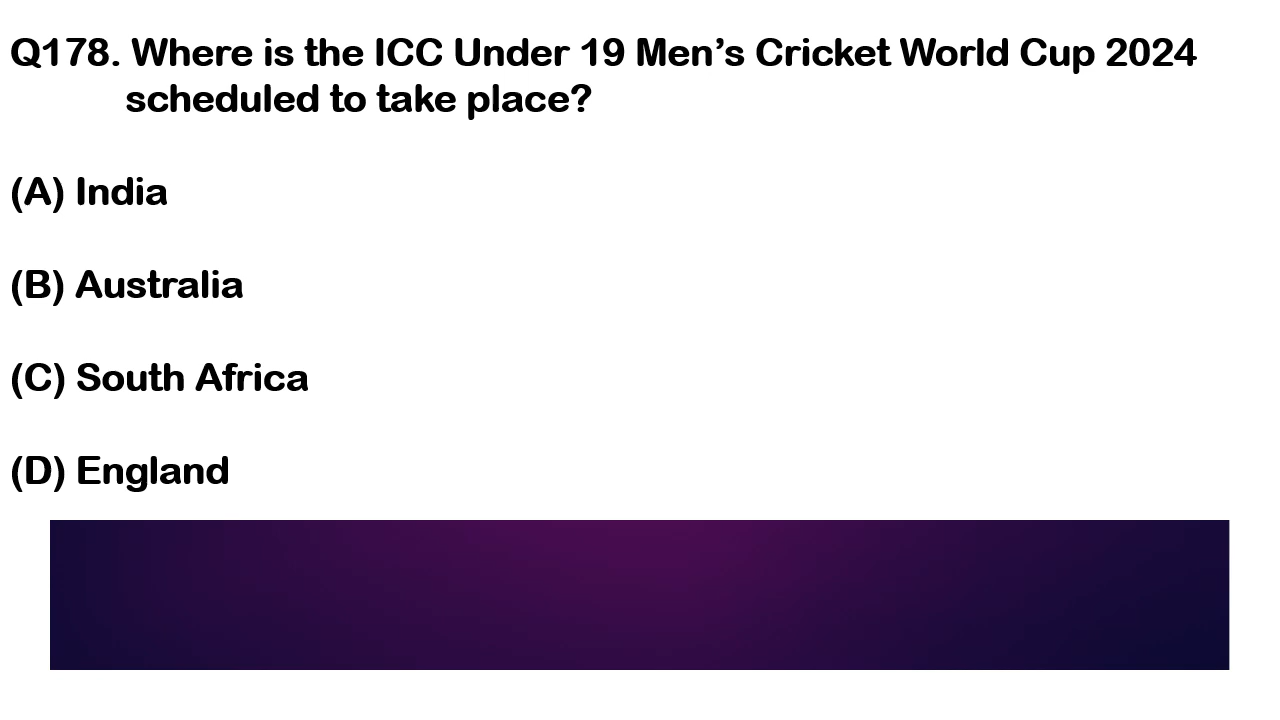 Q178. Where is the ICC Under 19 Men’s Cricket World Cup 2024
scheduled to take place?
(A) India
(B) Australia
(C) South Africa
(D) England